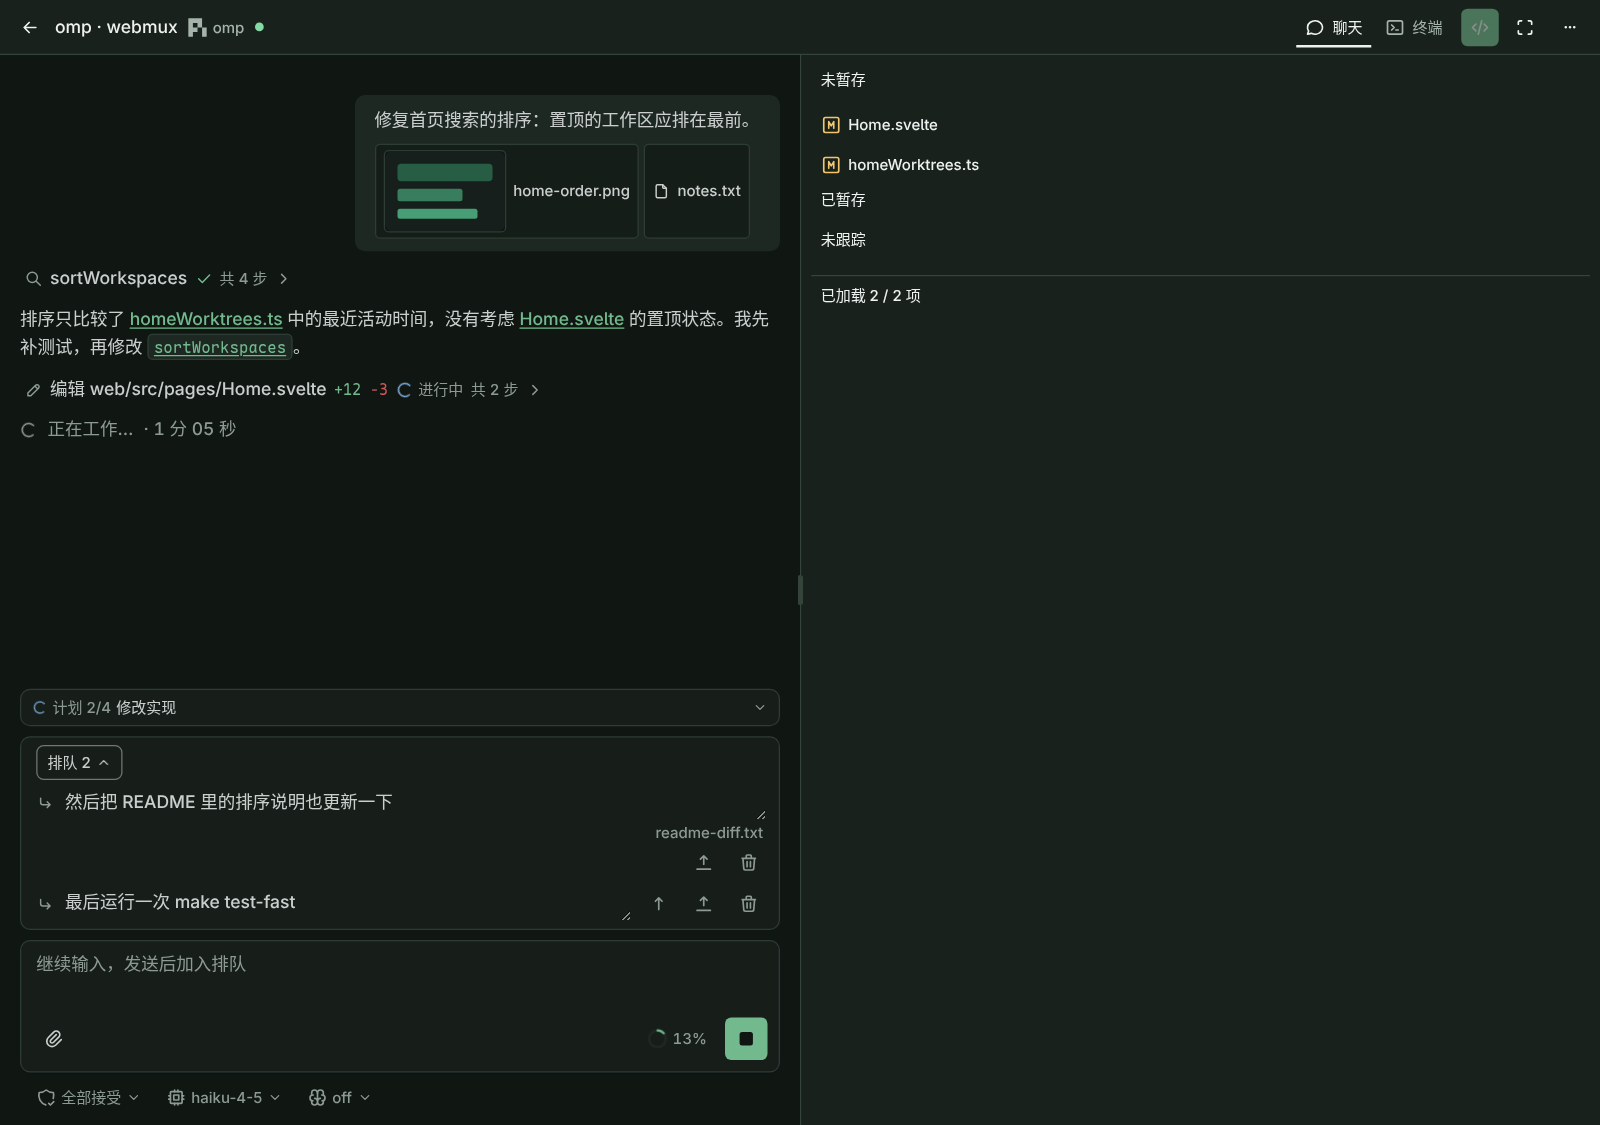 omp · webmux omp
聊天
终端
修复首页搜索的排序：置顶的工作区应排在最前。
home-order.png
notes.txt
sortWorkspaces 共 4 步
排序只比较了 homeWorktrees.ts 中的最近活动时间，没有考虑 Home.svelte 的置顶状态。我先
补测试，再修改 sortWorkspaces。
编辑 web/src/pages/Home.svelte +12 -3 进行中 共 2 步
正在工作... · 1 分 05 秒
计划 2/4 修改实现
排队 2
然后把 README 里的排序说明也更新一下
readme-diff.txt
最后运行一次 make test-fast
继续输入，发送后加入排队
13%
全部接受
haiku-4-5
off
未暂存
M Home.svelte
M homeWorktrees.ts
已暂存
未跟踪
已加载 2 / 2 项